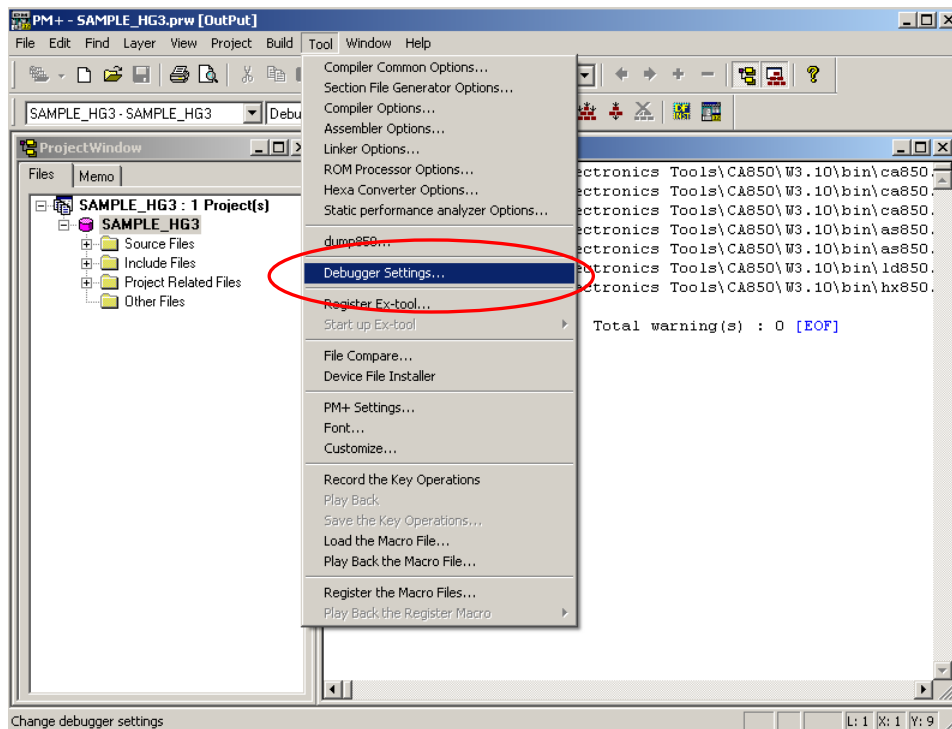 PM+ - SAMPLE_HG3.prw [OutPut]
File Edit Find Layer View Project Build Tool Window Help
SAMPLE_HG3 - SAMPLE_HG3
ProjectWindow
Files Memo
SAMPLE_HG3 : 1 Project(s)
SAMPLE_HG3
Source Files
Include Files
Project Related Files
Other Files
Compiler Common Options...
Section File Generator Options...
Compiler Options...
Assembler Options...
Linker Options...
ROM Processor Options...
Hexa Converter Options...
Static performance analyzer Options...
dump850...
Debugger Settings...
Register Ex-tool...
Start up Ex-tool
File Compare...
Device File Installer
PM+ Settings...
Font...
Customize...
Record the Key Operations
Play Back
Save the Key Operations...
Load the Macro File...
Play Back the Macro File...
Register the Macro Files...
Play Back the Register Macro
Tools\CA850\W3.10\bin\ca850.
Tools\CA850\W3.10\bin\ca850.
Tools\CA850\W3.10\bin\ca850.
Tools\CA850\W3.10\bin\as850.
Tools\CA850\W3.10\bin\as850.
Tools\CA850\W3.10\bin\ld850.
Tools\CA850\W3.10\bin\hx850.
Total warning(s) : 0 [EOF]
Change debugger settings
L: 1 X: 1 Y: 9